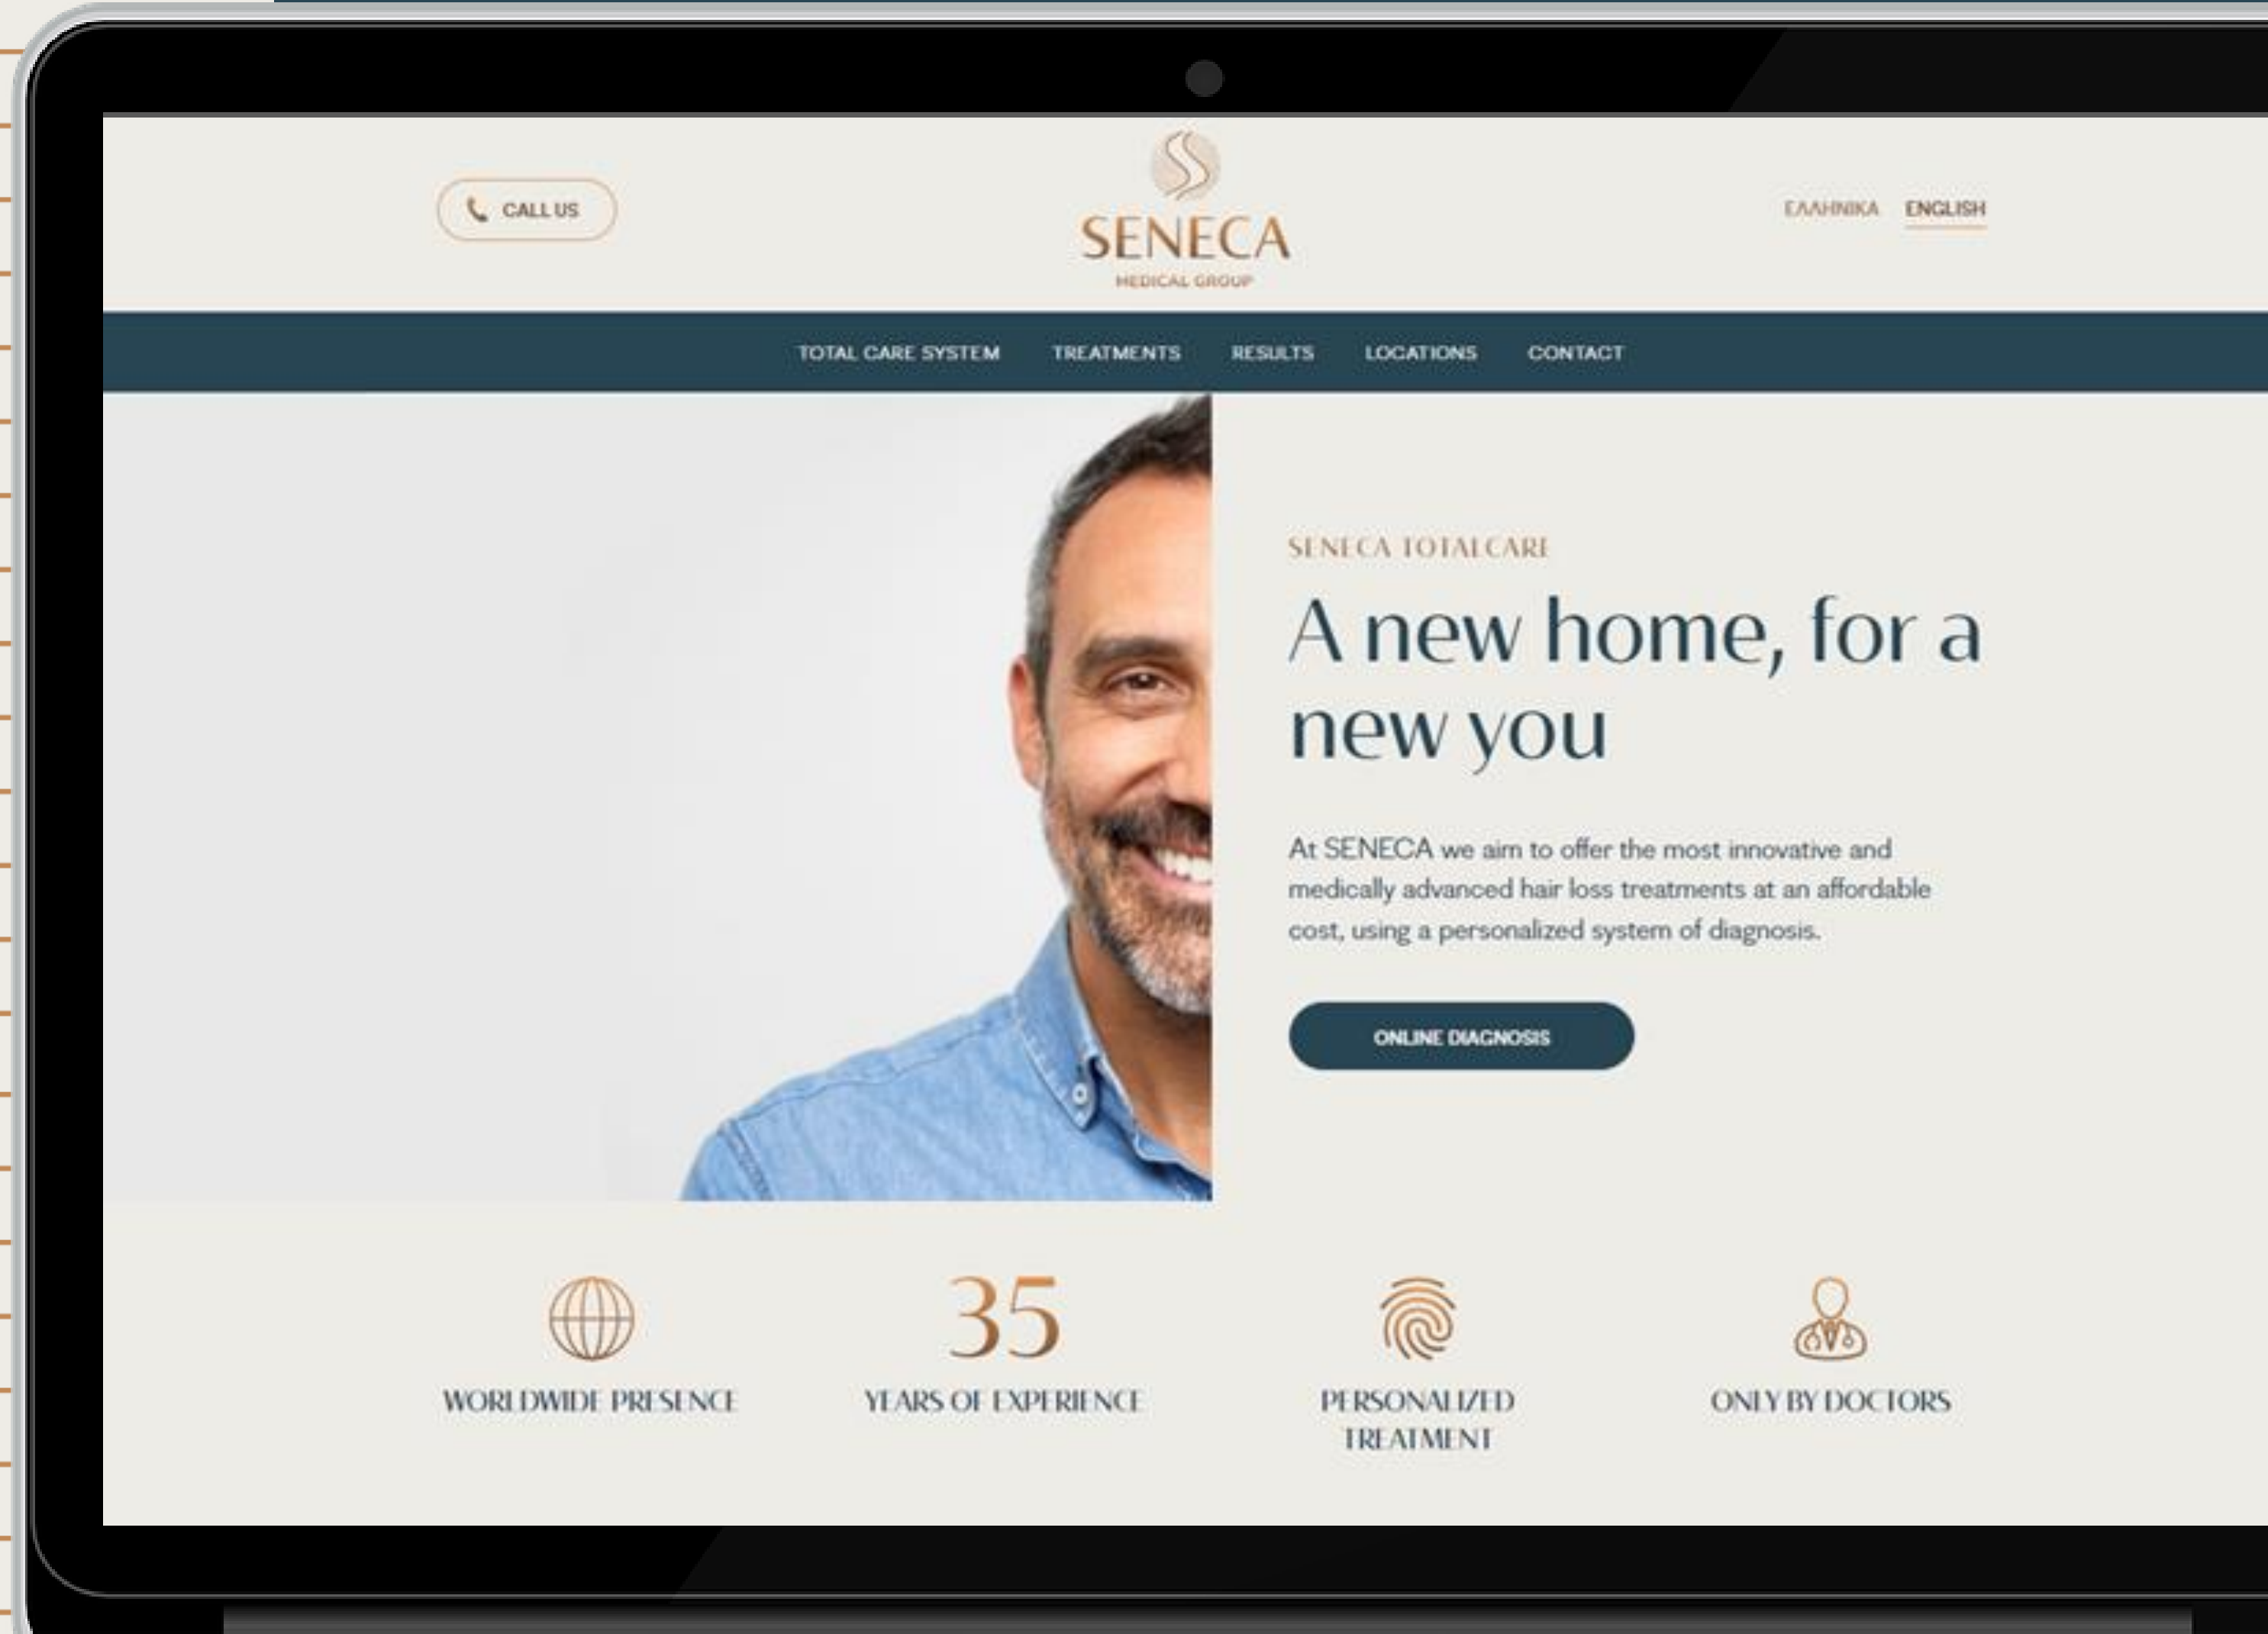 CALL US
SENECA
MEDICAL GROUP
ΕΛΛΗΝΙΚΑ ENGLISH
TOTAL CARE SYSTEM TREATMENTS RESULTS LOCATIONS CONTACT
SENECA TOTALCARE
A new home, for a
new you
At SENECA we aim to offer the most innovative and
medically advanced hair loss treatments at an affordable
cost, using a personalized system of diagnosis.
ONLINE DIAGNOSIS
35
WORLDWIDE PRESENCE
YEARS OF EXPERIENCE
PERSONALIZED
TREATMENT
ONLY BY DOCTORS